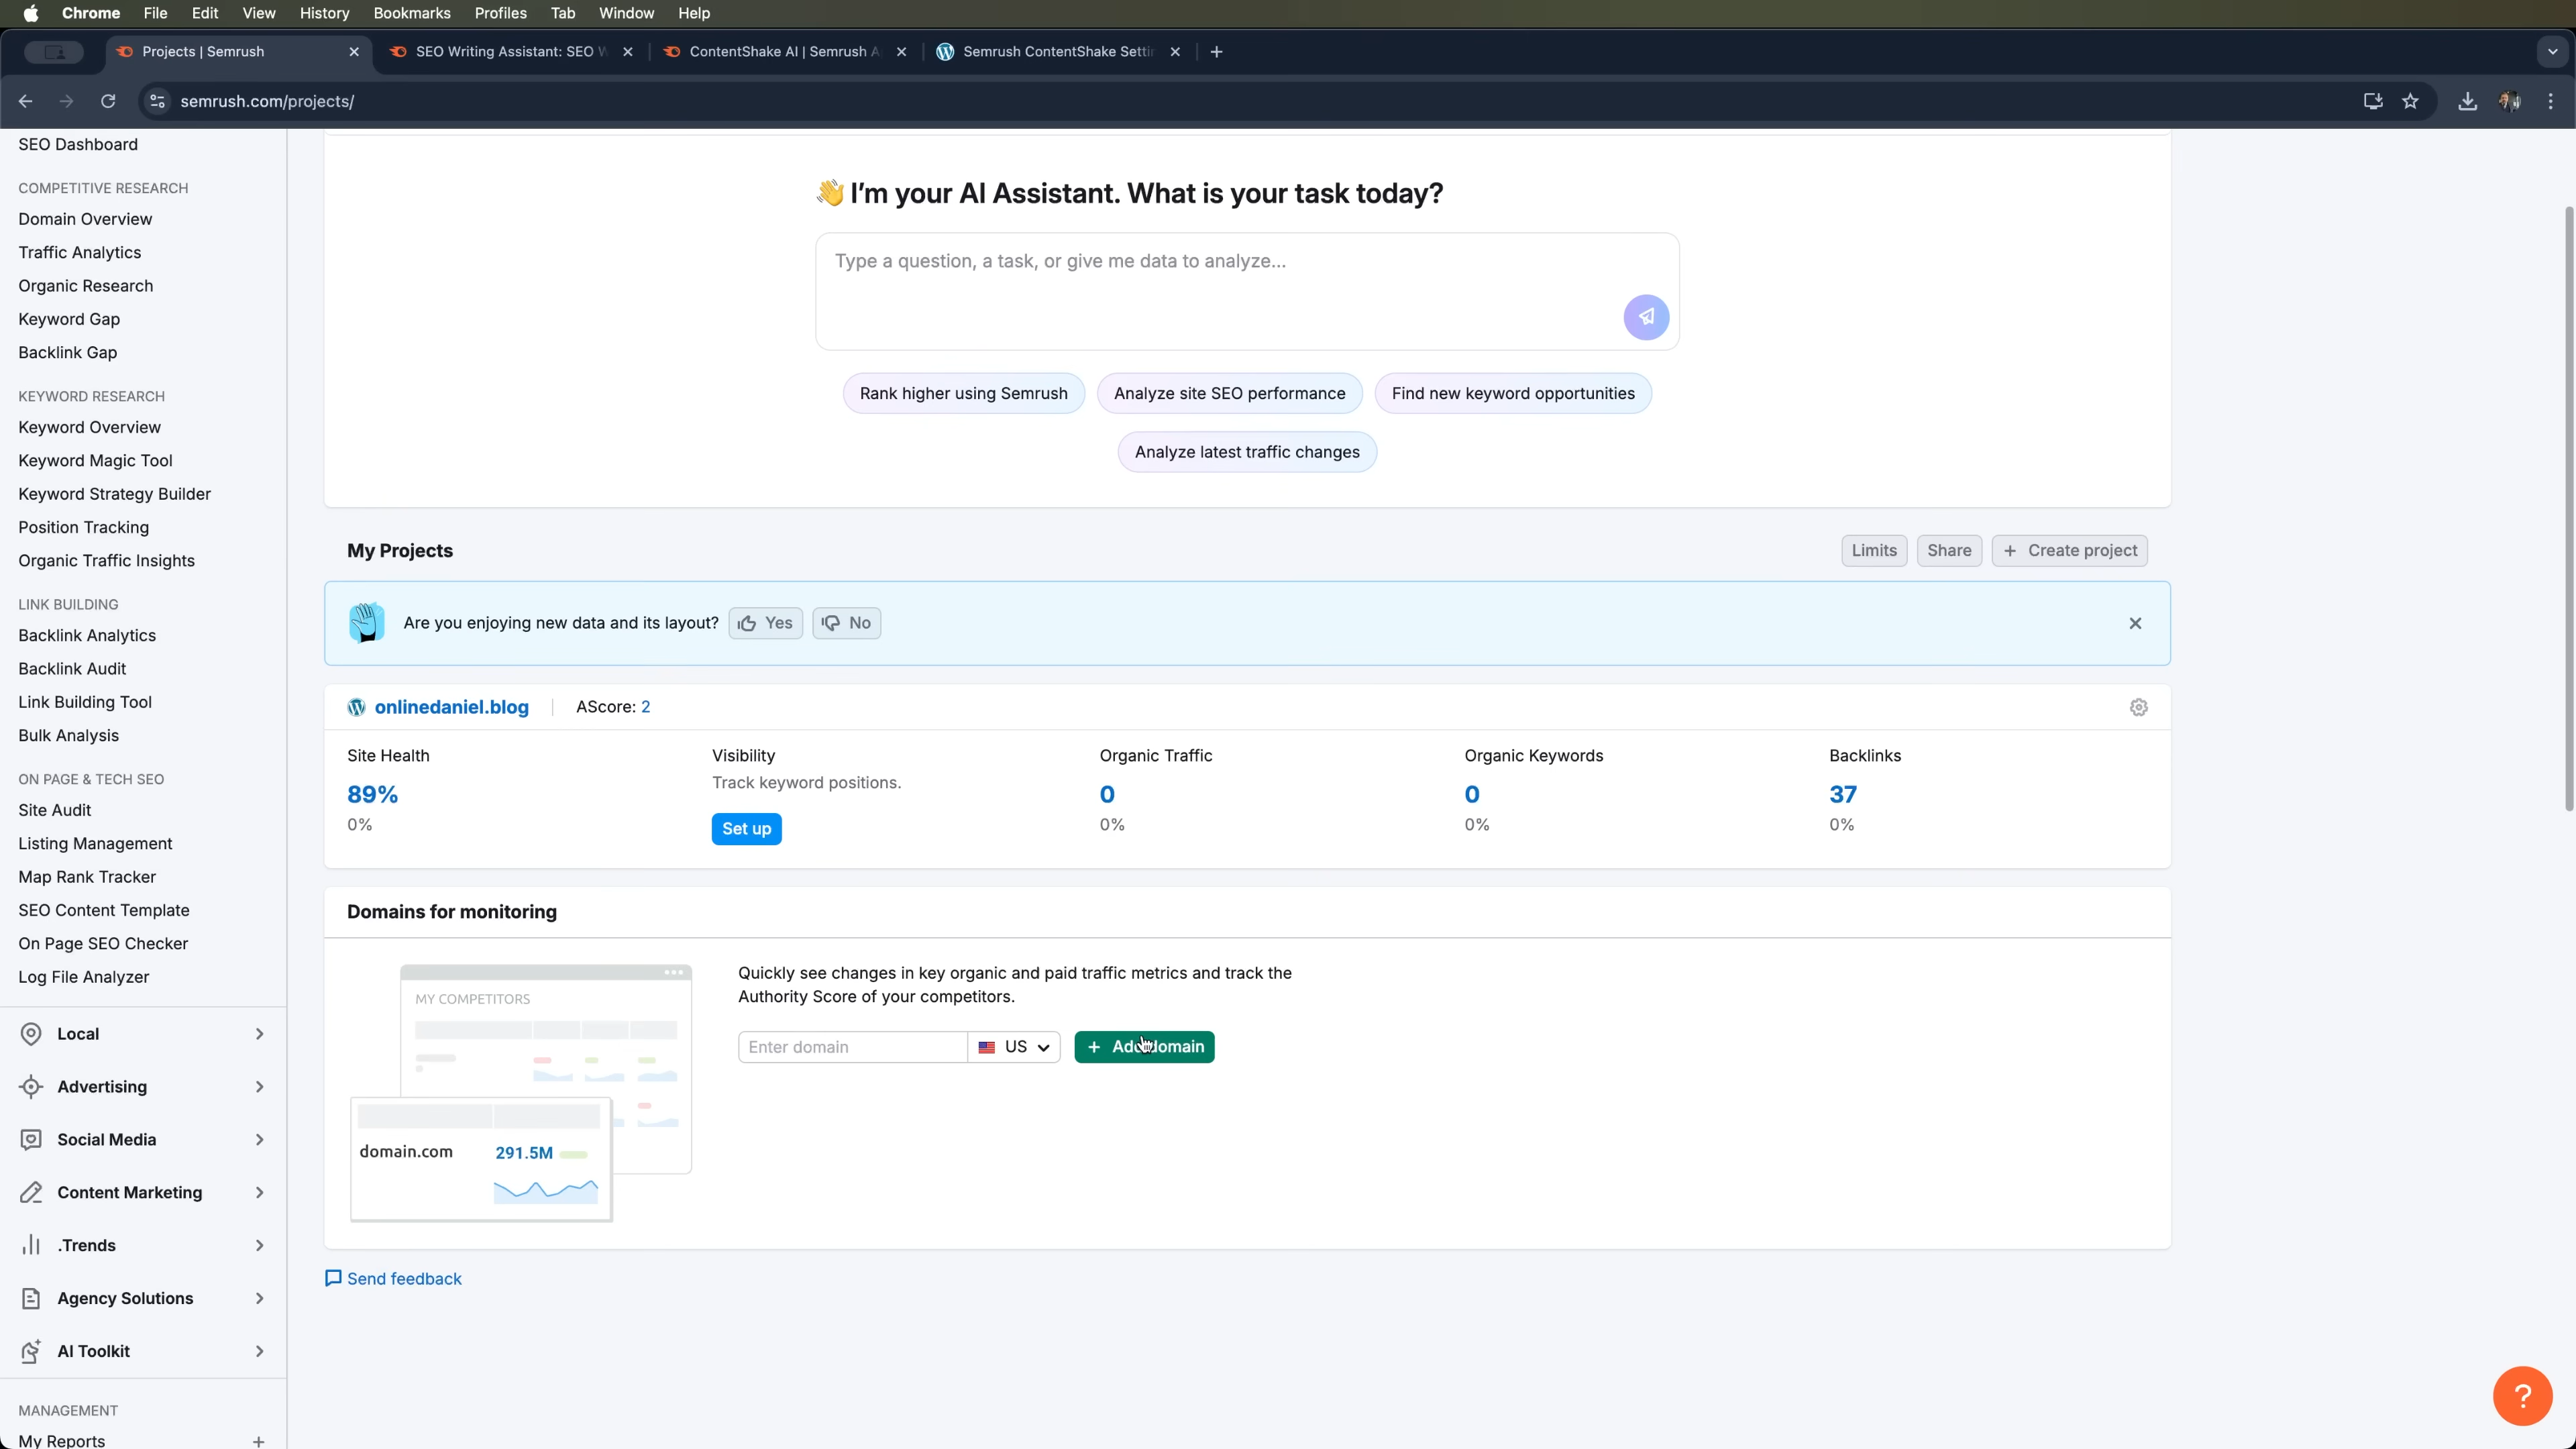 Chrome File Edit View History Bookmarks Profiles Tab Window Help
Projects | Semrush
SEO Writing Assistant: SEO W
ContentShake AI | Semrush A
Semrush ContentShake Settin
semrush.com/projects/
SEO Dashboard
COMPETITIVE RESEARCH
Domain Overview
Traffic Analytics
Organic Research
Keyword Gap
Backlink Gap
KEYWORD RESEARCH
Keyword Overview
Keyword Magic Tool
Keyword Strategy Builder
Position Tracking
Organic Traffic Insights
LINK BUILDING
Backlink Analytics
Backlink Audit
Link Building Tool
Bulk Analysis
ON PAGE & TECH SEO
Site Audit
Listing Management
Map Rank Tracker
SEO Content Template
On Page SEO Checker
Log File Analyzer
Local
Advertising
Social Media
Content Marketing
.Trends
Agency Solutions
AI Toolkit
MANAGEMENT
My Reports +
👋 I'm your AI Assistant. What is your task today?
Type a question, a task, or give me data to analyze...
Rank higher using Semrush
Analyze site SEO performance
Find new keyword opportunities
Analyze latest traffic changes
My Projects
Limits
Share
+ Create project
Are you enjoying new data and its layout? Yes No
onlinedaniel.blog AScore: 2
Site Health
89%
0%
Visibility
Track keyword positions.
Set up
Organic Traffic
0
0%
Organic Keywords
0
0%
Backlinks
37
0%
Domains for monitoring
MY COMPETITORS
domain.com 291.5M
Quickly see changes in key organic and paid traffic metrics and track the
Authority Score of your competitors.
Enter domain US + Add domain
Send feedback
?